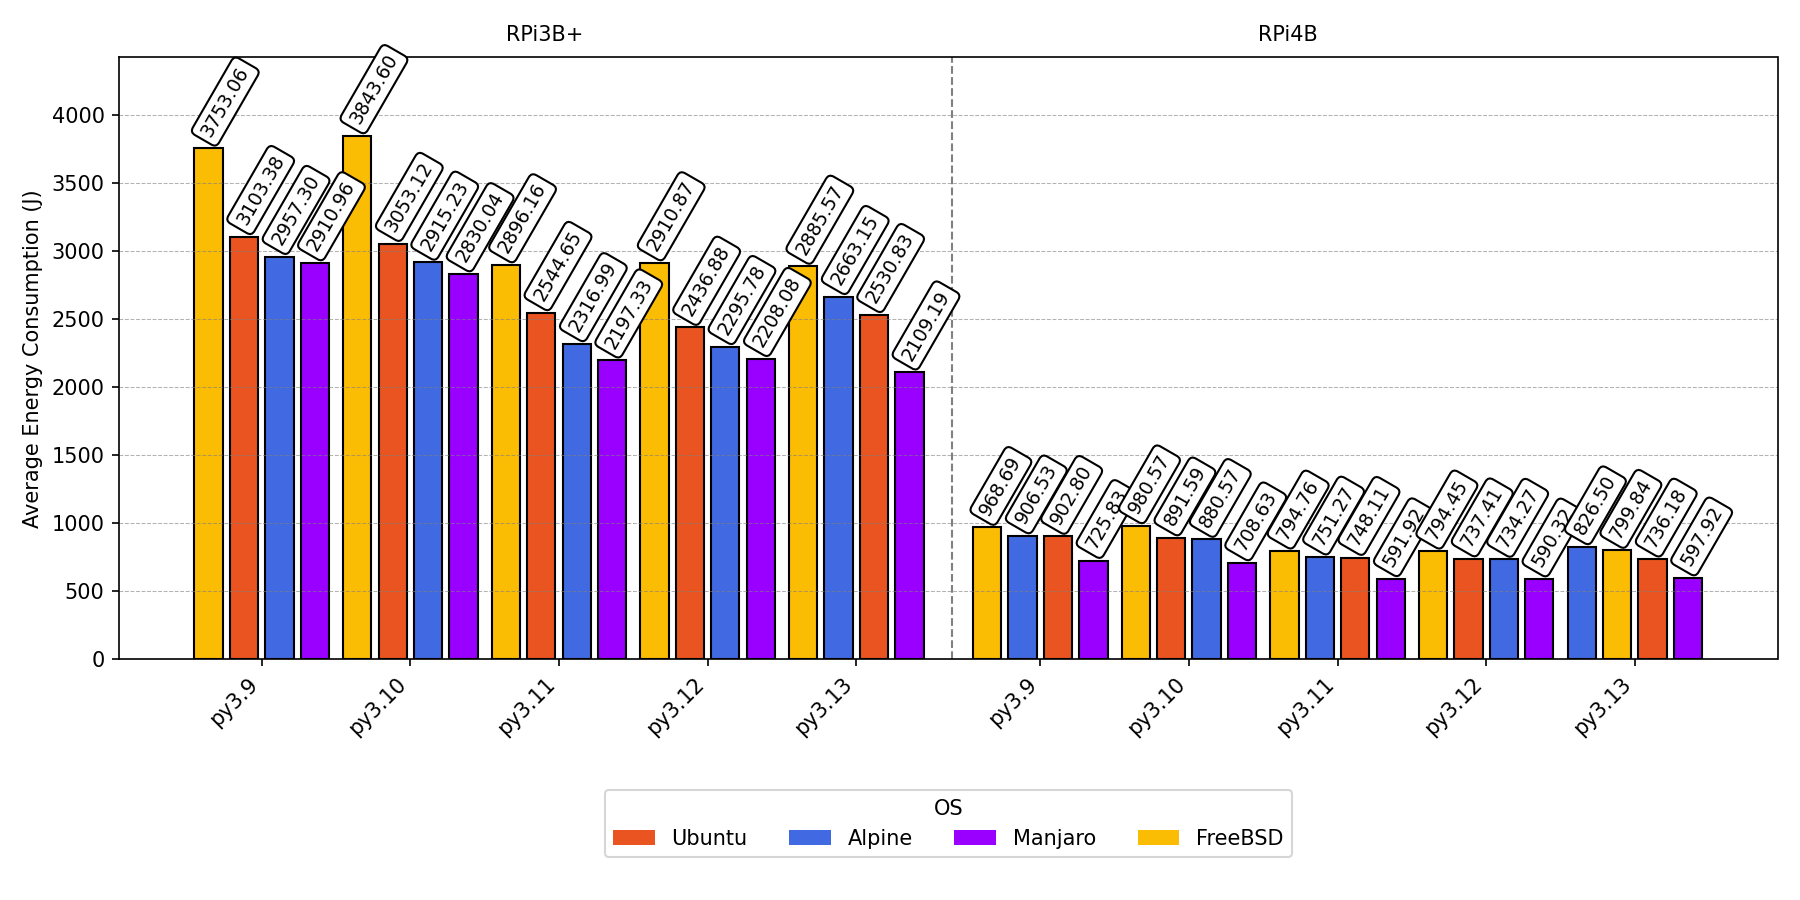 RPi3B+ RPi4B
Average Energy Consumption (J)
4000
3500
3000
2500
2000
1500
1000
500
0
3753.06 3103.38 2957.30 2910.96
3843.60 3053.12 2915.23 2830.04
2896.16 2544.65 2316.99 2197.33
2910.87 2436.88 2295.78 2208.08
2885.57 2663.15 2530.83 2109.19
968.69 906.53 902.80 725.83
980.57 891.59 880.57 708.63
794.76 751.27 748.11 591.92
794.45 737.41 734.27 590.32
826.50 799.84 736.18 597.92
py3.9 py3.10 py3.11 py3.12 py3.13 py3.9 py3.10 py3.11 py3.12 py3.13
OS
Ubuntu Alpine Manjaro FreeBSD